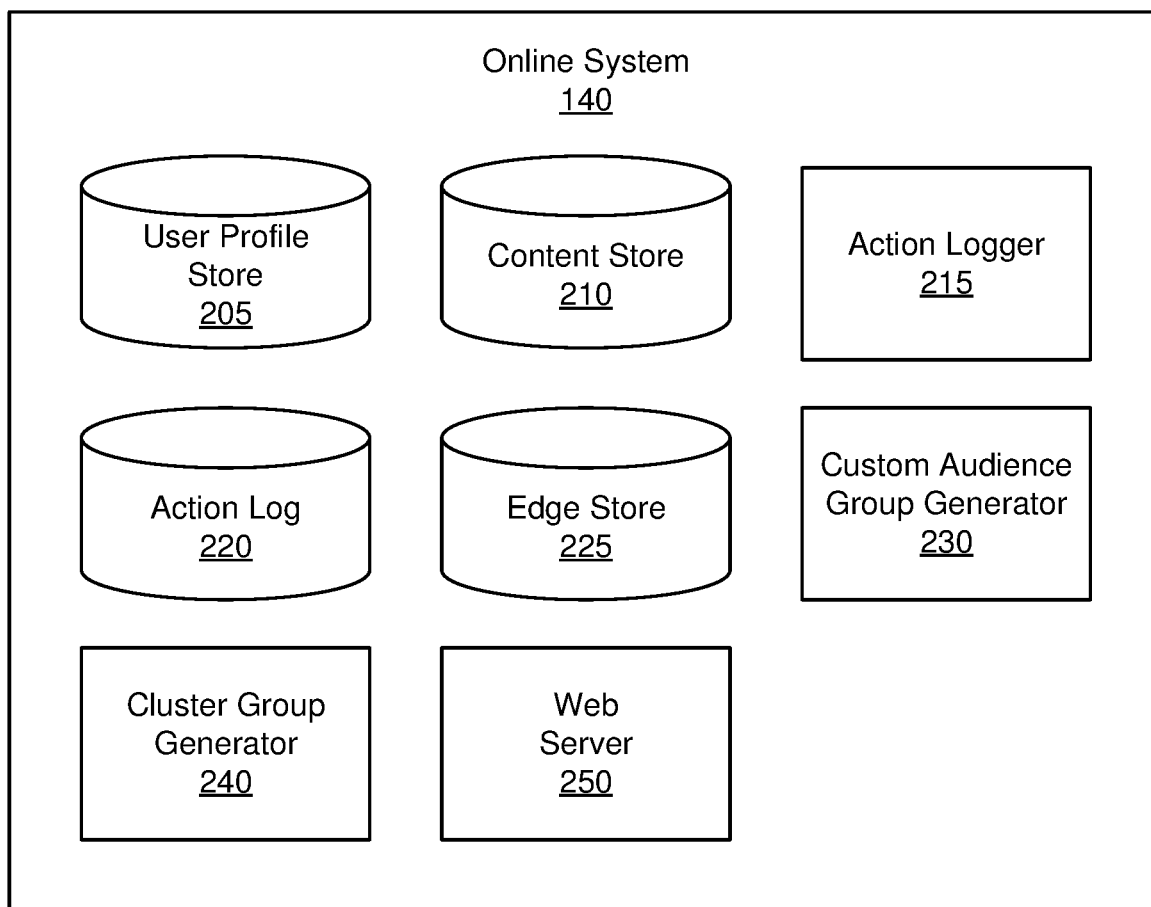 Online System
140
User Profile
Store
205
Content Store
210
Action Logger
215
Action Log
220
Edge Store
225
Custom Audience
Group Generator
230
Cluster Group
Generator
240
Web
Server
250